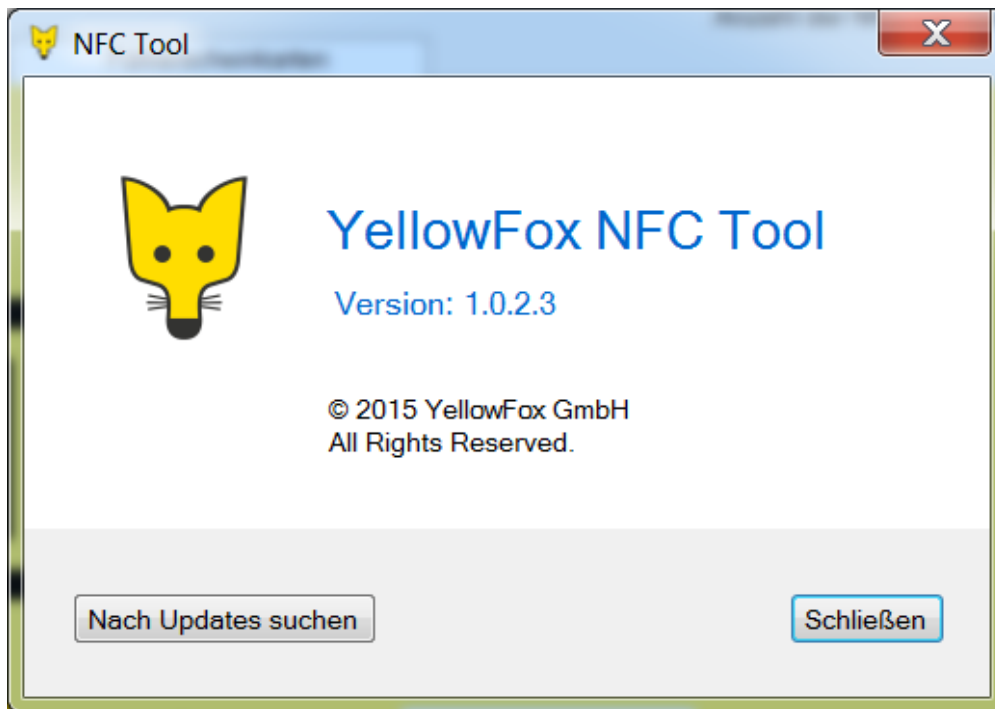 NFC Tool
YellowFox NFC Tool
Version: 1.0.2.3
© 2015 YellowFox GmbH
All Rights Reserved.
Nach Updates suchen
Schließen